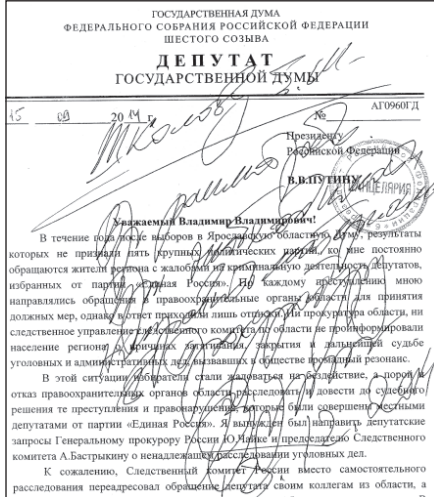 ГОСУДАРСТВЕННАЯ ДУМА
ФЕДЕРАЛЬНОГО СОБРАНИЯ РОССИЙСКОЙ ФЕДЕРАЦИИ
ШЕСТОГО СОЗЫВА
ДЕПУТАТ
ГОСУДАРСТВЕННОЙ ДУМЫ
15 09 2014 г. № АГ0960ГД
Президенту
Российской Федерации
В.В.ПУТИНУ
КАНЦЕЛЯРИЯ
Уважаемый Владимир Владимирович!
В течение года после выборов в Ярославскую областную Думу, результаты
которых не признали пять крупных политических партий, ко мне постоянно
обращаются жители региона с жалобами на криминальную деятельность депутатов,
избранных от партии «Единая Россия». По каждому преступлению мною
направлялись обращения в правоохранительные органы области для принятия
должных мер, однако в ответ приходили лишь отписки. Ни прокуратура области, ни
следственное управление следственного комитета по области не проинформировали
население региона о причинах затягивания, закрытия и дальнейшей судьбе
уголовных и административных дел, вызвавших в обществе громадный резонанс.
В этой ситуации избиратели стали жаловаться на бездействие, а порой и
отказ правоохранительных органов области расследовать и довести до судебного
решения те преступления и правонарушения, которые были совершены местными
депутатами от партии «Единая Россия». Я вынужден был направить депутатские
запросы Генеральному прокурору России Ю.Чайке и председателю Следственного
комитета А.Бастрыкину о ненадлежащем расследовании уголовных дел.
К сожалению, Следственный комитет России вместо самостоятельного
расследования переадресовал обращение депутата своим коллегам из области, а